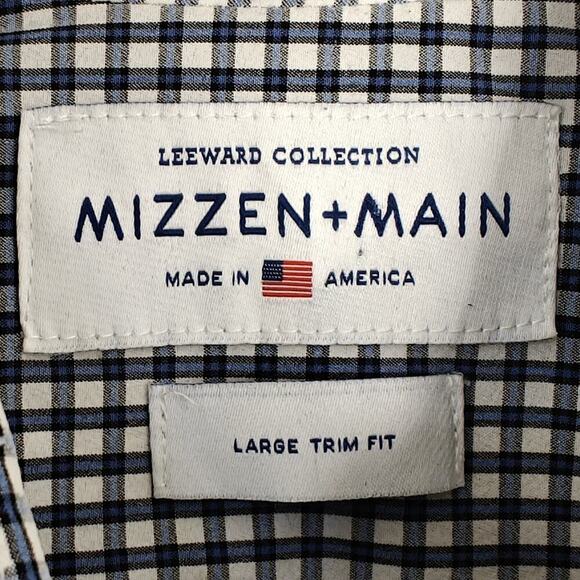 LEEWARD COLLECTION
MIZZEN+MAIN
MADE IN AMERICA
LARGE TRIM FIT